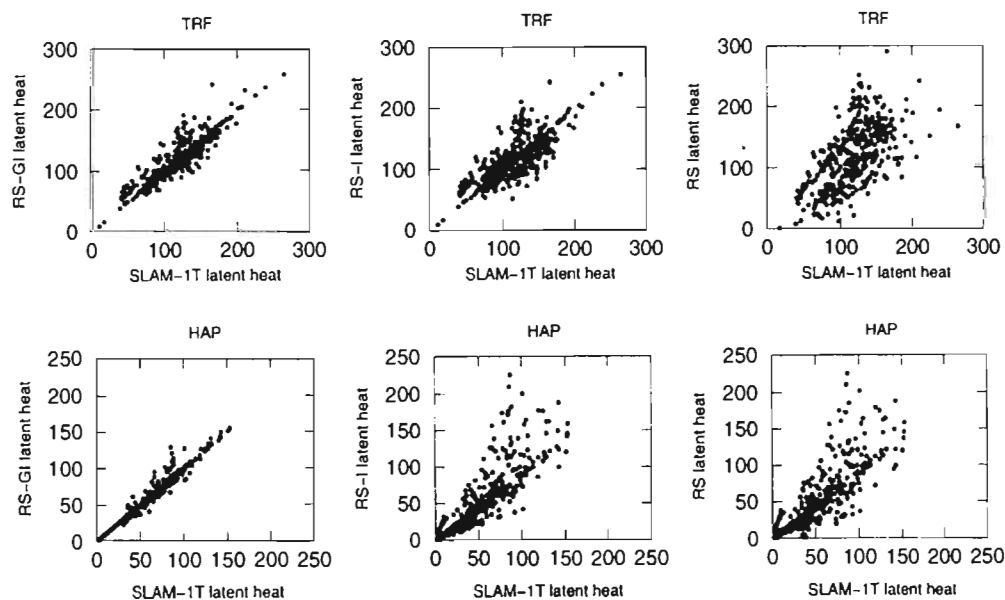 TRF
TRF
TRF
300
200
100
0
RS-GI latent heat
0 100 200 300
SLAM-1T latent heat
300
200
100
0
RS-I latent heat
0 100 200 300
SLAM-1T latent heat
300
200
100
0
RS latent heat
0 100 200 300
SLAM-1T latent heat
HAP
HAP
HAP
250
200
150
100
50
0
RS-GI latent heat
0 50 100 150 200 250
SLAM-1T latent heat
250
200
150
100
50
0
RS-I latent heat
0 50 100 150 200 250
SLAM-1T latent heat
250
200
150
100
50
0
RS latent heat
0 50 100 150 200 250
SLAM-1T latent heat